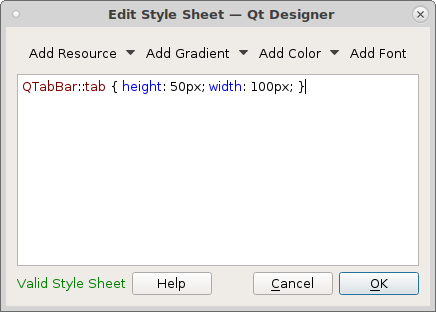 Edit Style Sheet — Qt Designer
Add Resource Add Gradient Add Color Add Font
QTabBar::tab { height: 50px; width: 100px; }
Valid Style Sheet Help Cancel OK